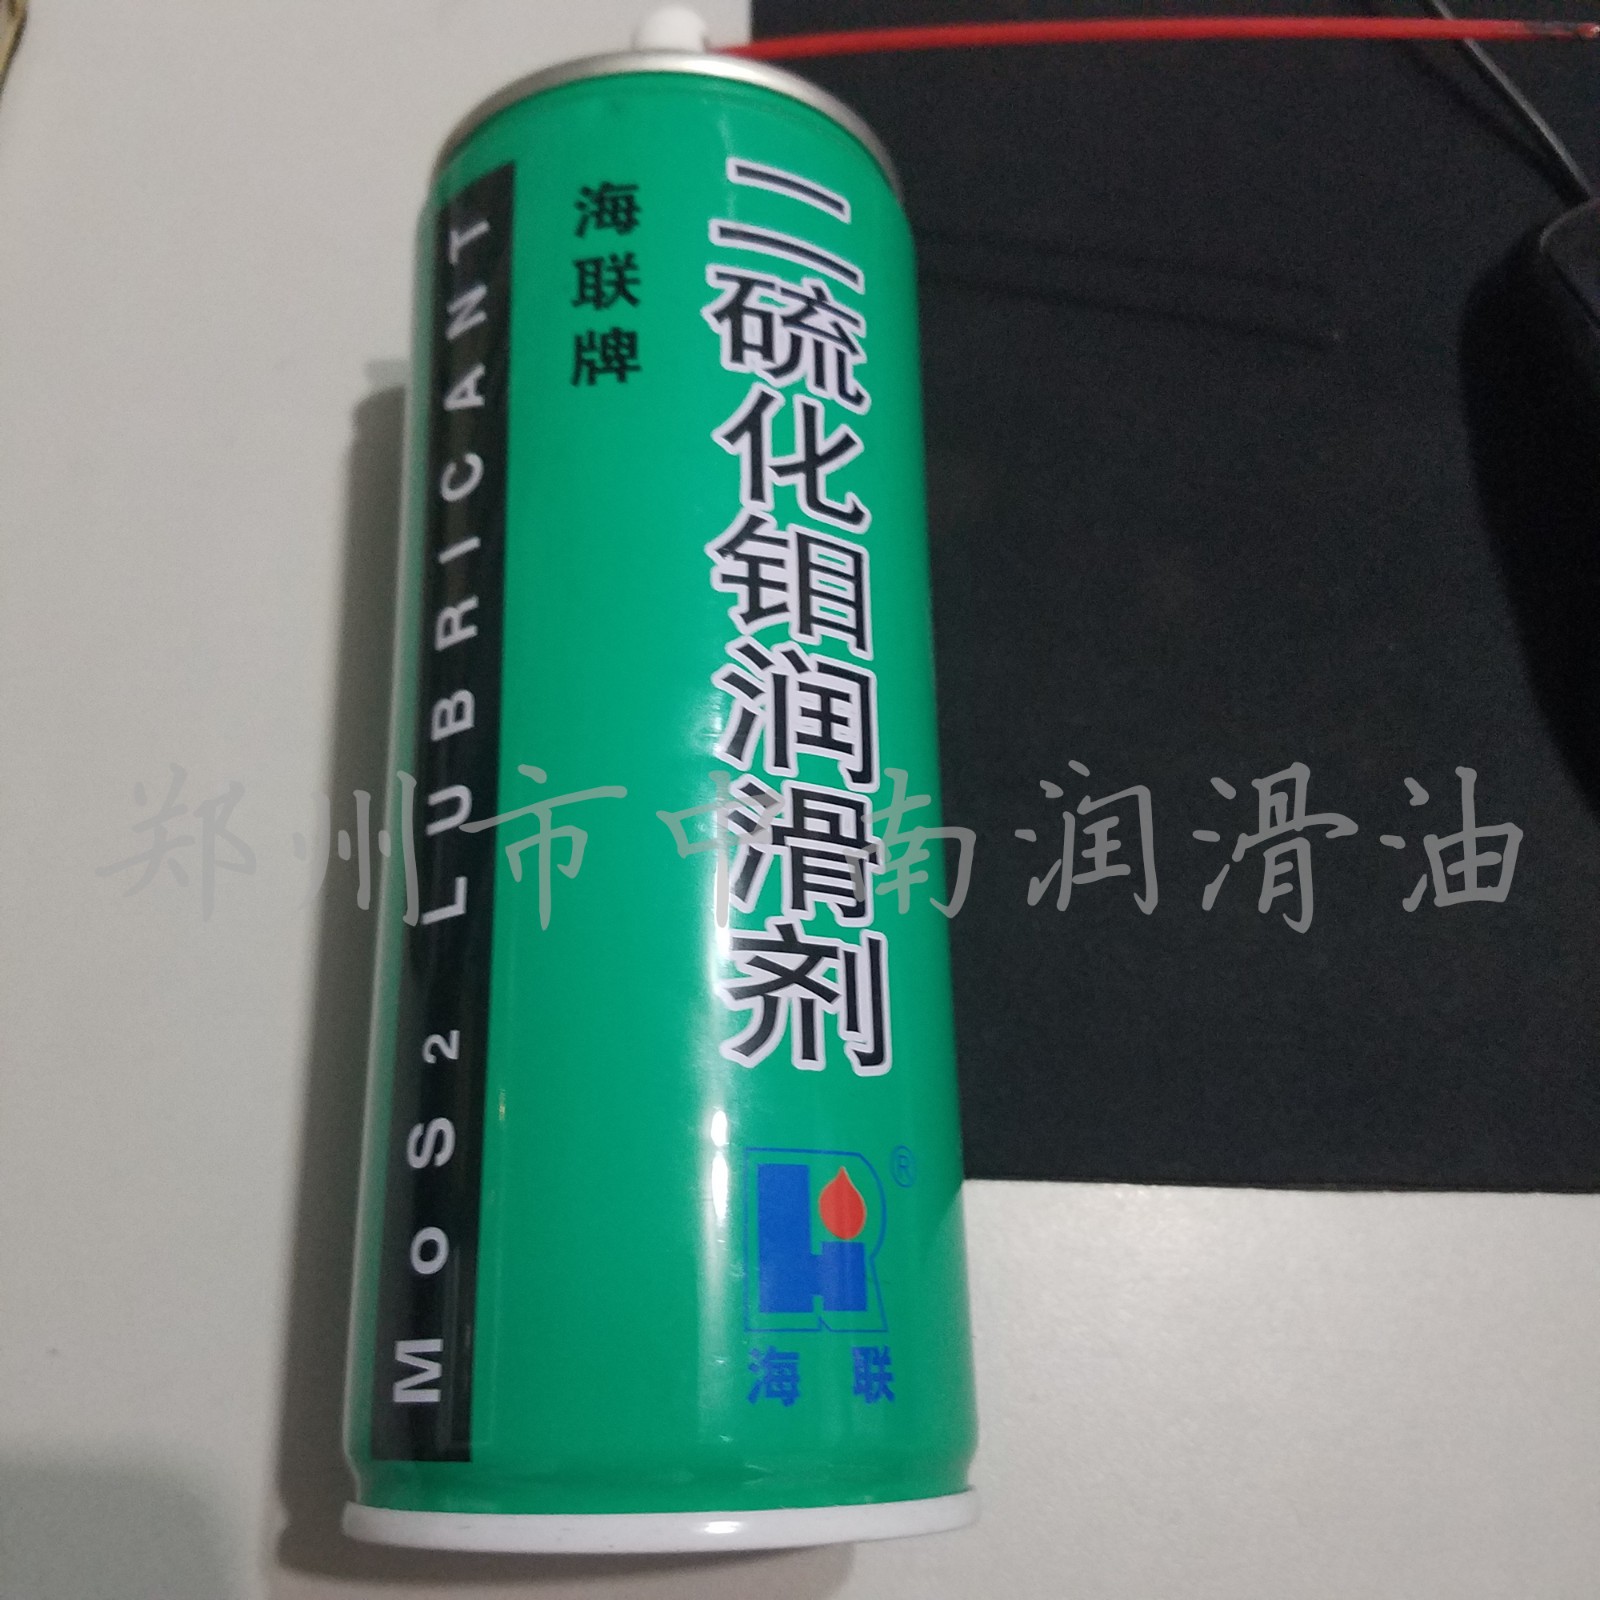 二硫化钼润滑剂
海联牌
MoS2 LUBRICANT
®
海联
郑州市中南润滑油